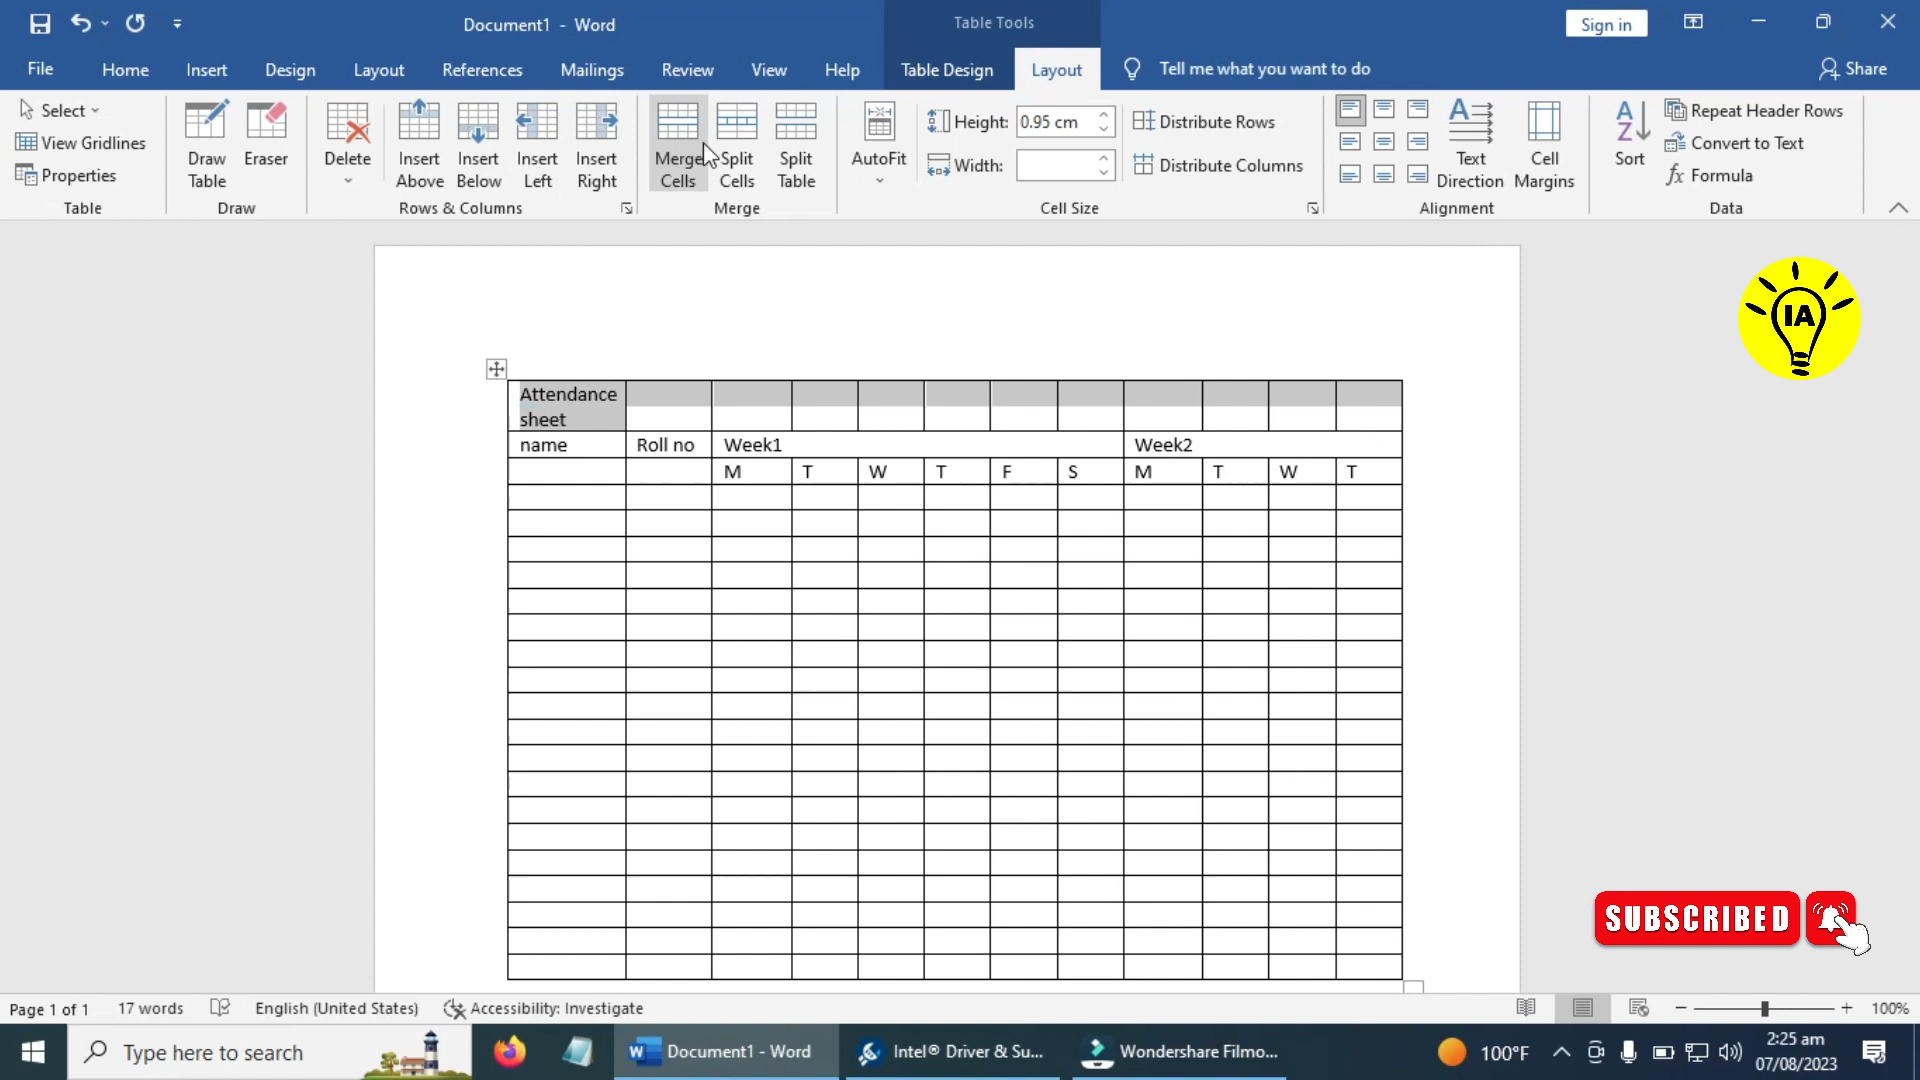 Document1 - Word
Table Tools
Sign in
File Home Insert Design Layout References Mailings Review View Help Table Design Layout Tell me what you want to do Share
Select
View Gridlines
Properties
Table
Draw
Table
Eraser
Draw
Delete
Insert
Above
Insert
Below
Insert
Left
Insert
Right
Rows & Columns
Merge
Cells
Split
Cells
Split
Table
Merge
AutoFit
Height: 0.95 cm
Width:
Distribute Rows
Distribute Columns
Cell Size
Text
Direction
Cell
Margins
Alignment
A
Z
Sort
Repeat Header Rows
Convert to Text
fx Formula
Data
IA
Attendance
sheet
name Roll no Week1 Week2
M T W T F S M T W T
SUBSCRIBED
Page 1 of 1 17 words English (United States) Accessibility: Investigate 100%
Type here to search
Document1 - Word
Intel® Driver & Su...
Wondershare Filmo...
100°F
2:25 am
07/08/2023